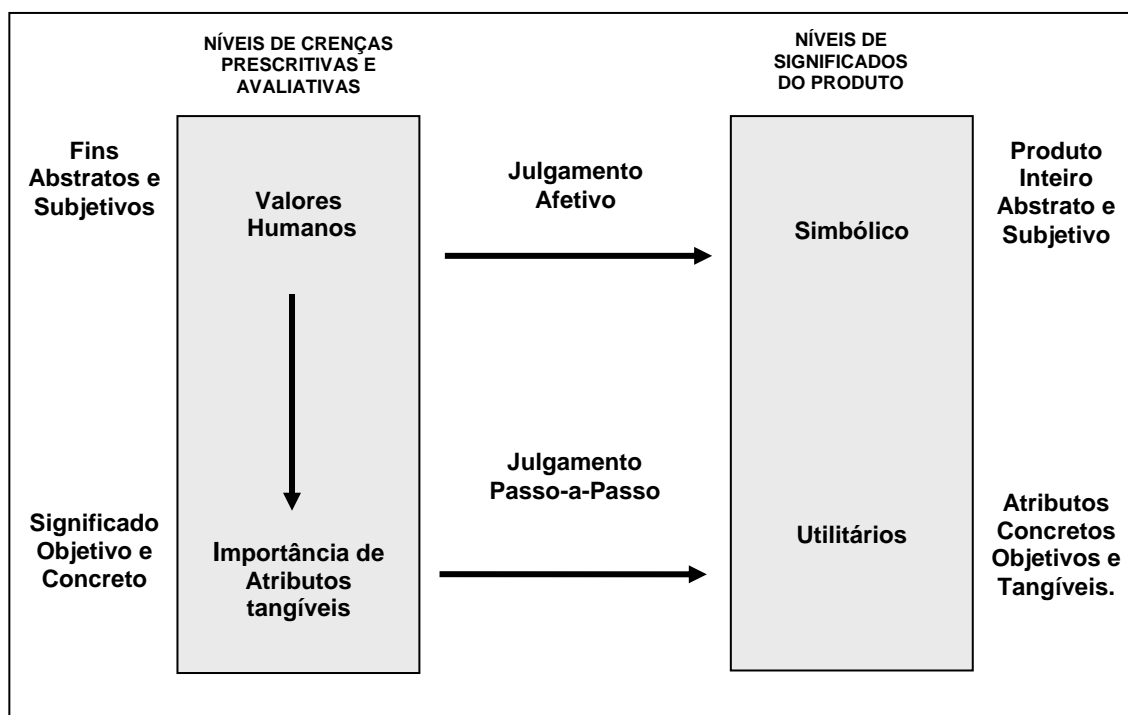 NÍVEIS DE CRENÇAS
PRESCRITIVAS E
AVALIATIVAS
NÍVEIS DE
SIGNIFICADOS
DO PRODUTO
Fins
Abstratos e
Subjetivos
Valores
Humanos
Julgamento
Afetivo
Simbólico
Produto
Inteiro
Abstrato e
Subjetivo
Significado
Objetivo e
Concreto
Importância de
Atributos
tangíveis
Julgamento
Passo-a-Passo
Utilitários
Atributos
Concretos
Objetivos e
Tangíveis.